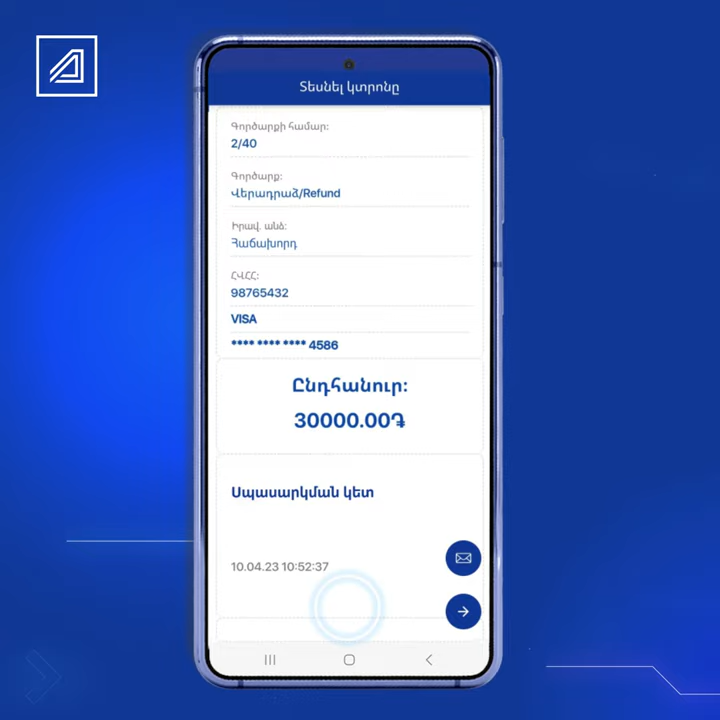 Տեսնել կտրոնը
Գործարքի համար:
2/40
Գործարք:
Վերադրաձ/Refund
Իրավ. անձ:
Հաճախորդ
ՀՎՀՀ:
98765432
VISA
**** **** **** 4586
Ընդհանուր:
30000.00֏
Սպասարկման կետ
10.04.23 10:52:37